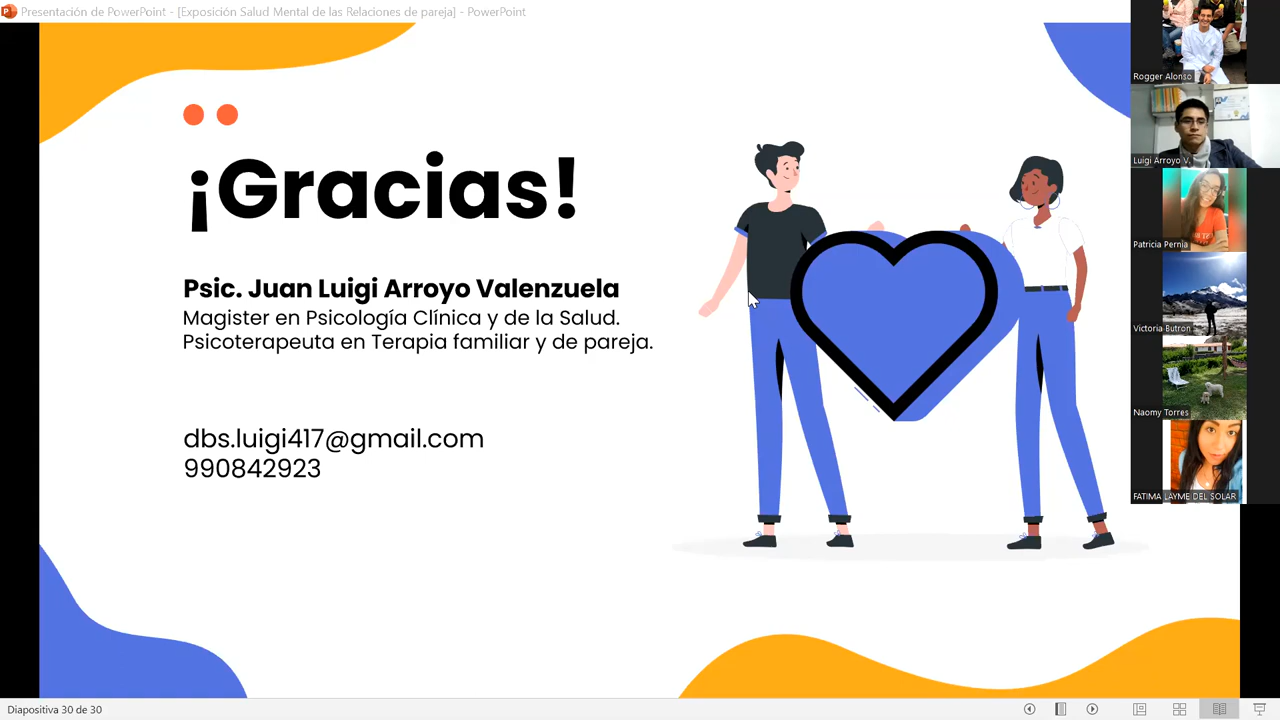 Presentación de PowerPoint - [Exposición Salud Mental de las Relaciones de pareja] - PowerPoint
¡Gracias!
Psic. Juan Luigi Arroyo Valenzuela
Magister en Psicología Clínica y de la Salud.
Psicoterapeuta en Terapia familiar y de pareja.
dbs.luigi417@gmail.com
990842923
Rogger Alonso
Luigi Arroyo V.
Patricia Pernia
Victoria Butron
Naomy Torres
FATIMA LAYME DEL SOLAR
Diapositiva 30 de 30